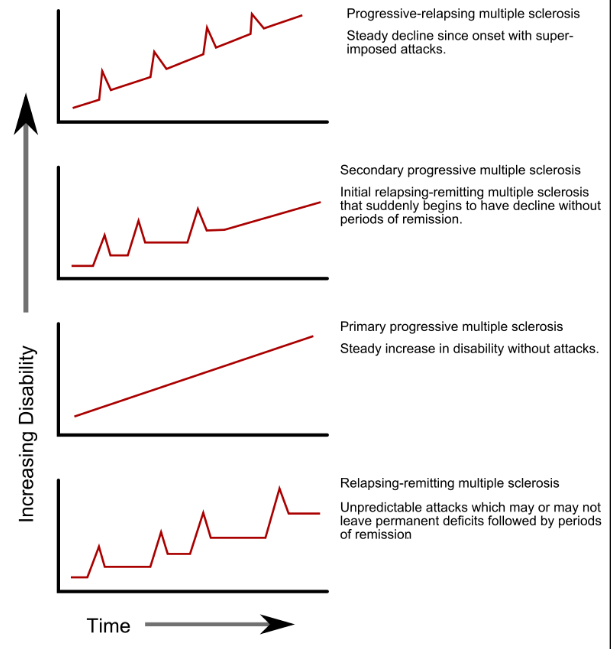 Progressive-relapsing multiple sclerosis
Steady decline since onset with super-
imposed attacks.
Secondary progressive multiple sclerosis
Initial relapsing-remitting multiple sclerosis
that suddenly begins to have decline without
periods of remission.
Primary progressive multiple sclerosis
Steady increase in disability without attacks.
Relapsing-remitting multiple sclerosis
Unpredictable attacks which may or may not
leave permanent deficits followed by periods
of remission
Increasing Disability
Time